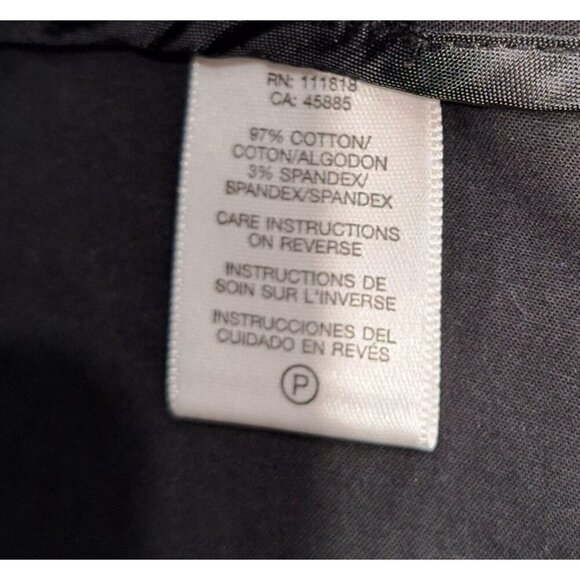 RN: 111818
CA: 45885
97% COTTON/
COTON/ALGODON
3% SPANDEX/
SPANDEX/SPANDEX
CARE INSTRUCTIONS
ON REVERSE
INSTRUCTIONS DE
SOIN SUR L'INVERSE
INSTRUCCIONES DEL
CUIDADO EN REVÉS
P